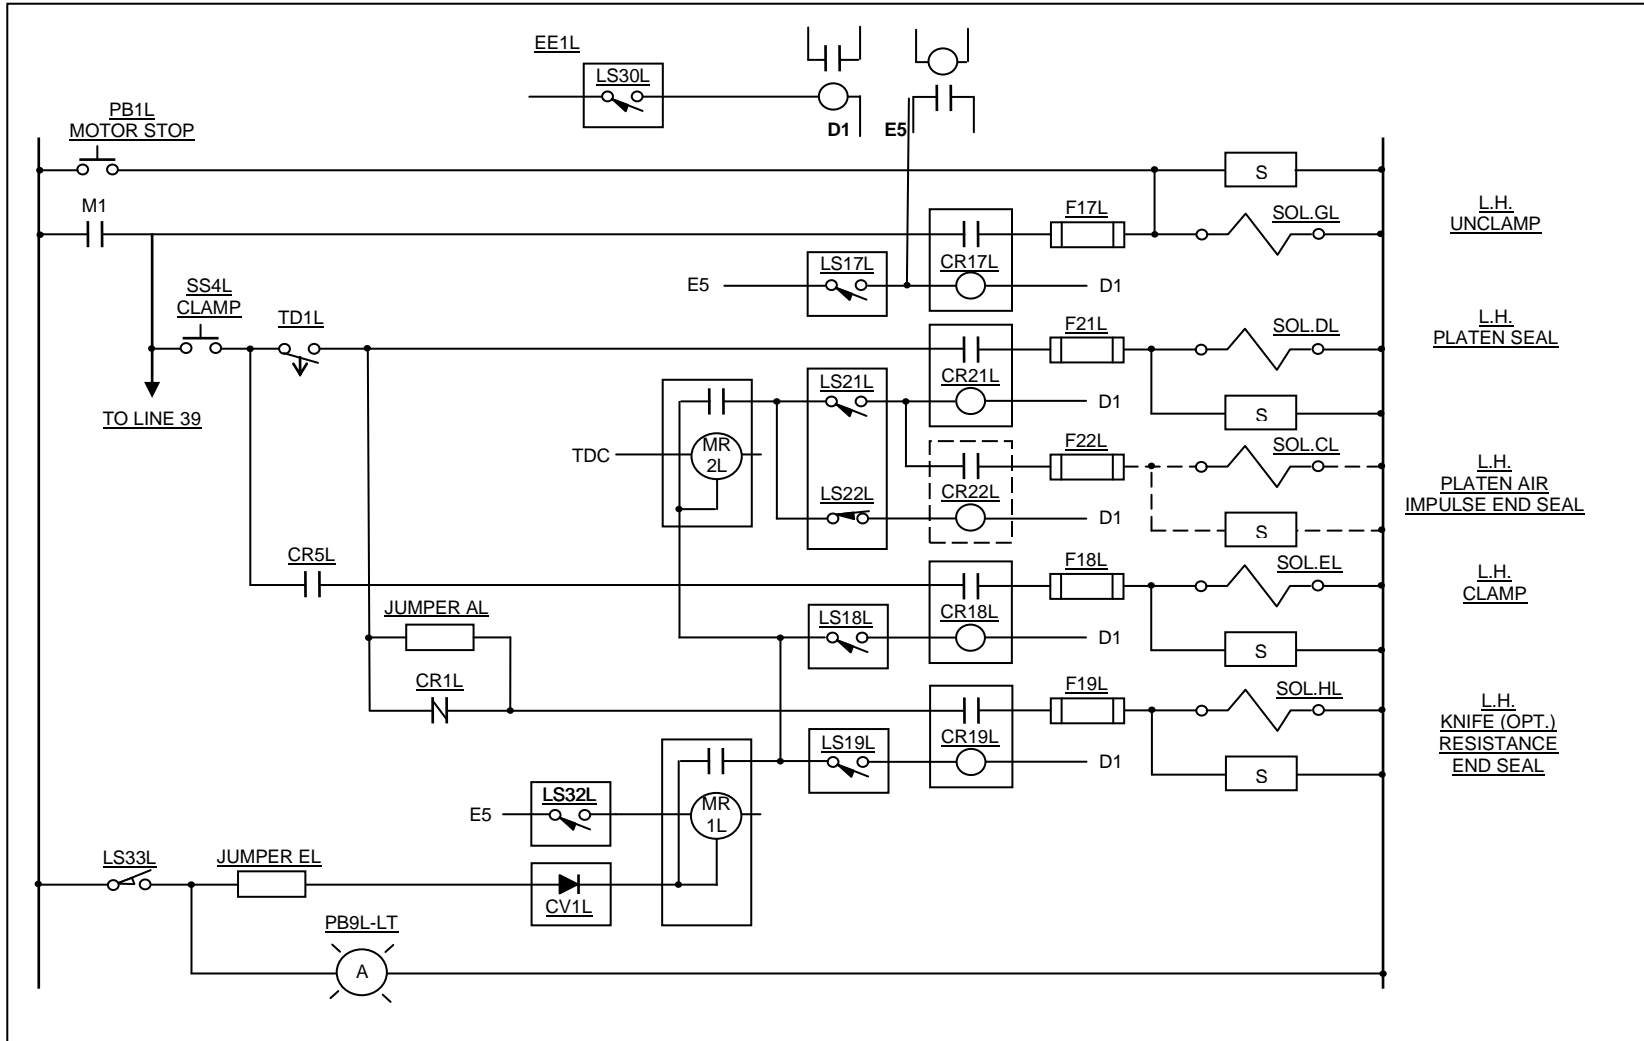 EE1L
LS30L
D1
E5
PB1L
MOTOR STOP
S
M1
F17L
SOL.GL
L.H.
UNCLAMP
CR17L
LS17L
E5
D1
SS4L
CLAMP
TD1L
F21L
SOL.DL
L.H.
PLATEN SEAL
CR21L
LS21L
D1
TO LINE 39
S
MR
2L
TDC
F22L
SOL.CL
L.H.
PLATEN AIR
IMPULSE END SEAL
LS22L
CR22L
D1
S
CR5L
F18L
SOL.EL
L.H.
CLAMP
JUMPER AL
LS18L
CR18L
D1
S
CR1L
F19L
SOL.HL
L.H.
KNIFE (OPT.)
RESISTANCE
END SEAL
LS19L
CR19L
D1
S
LS32L
E5
MR
1L
LS33L
JUMPER EL
CV1L
PB9L-LT
A